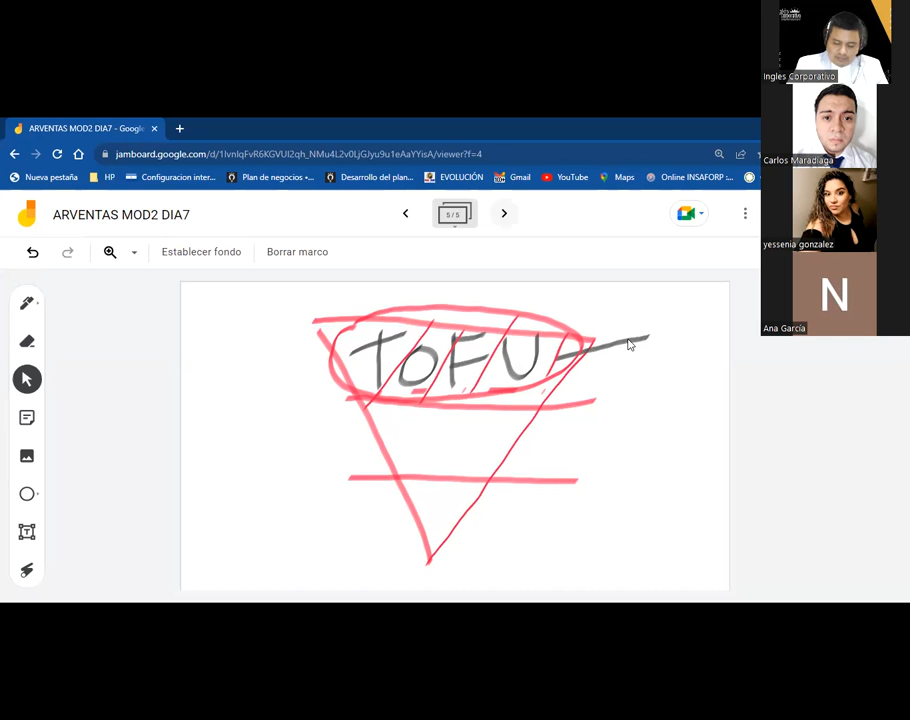 ARVENTAS MOD2 DIA7 - Google
jamboard.google.com/d/1lvnlqFvR6KGVUI2qh_NMu4L2v0LjGJyu9u1eAaYYisA/viewer?f=4
Nueva pestaña
HP
Configuracion inter...
Plan de negocios •...
Desarrollo del plan...
EVOLUCIÓN
Gmail
YouTube
Maps
Online INSAFORP :...
ARVENTAS MOD2 DIA7
5/5
Establecer fondo
Borrar marco
TOFU
Ingles Corporativo
Carlos Maradiaga
yessenia gonzalez
N
Ana García